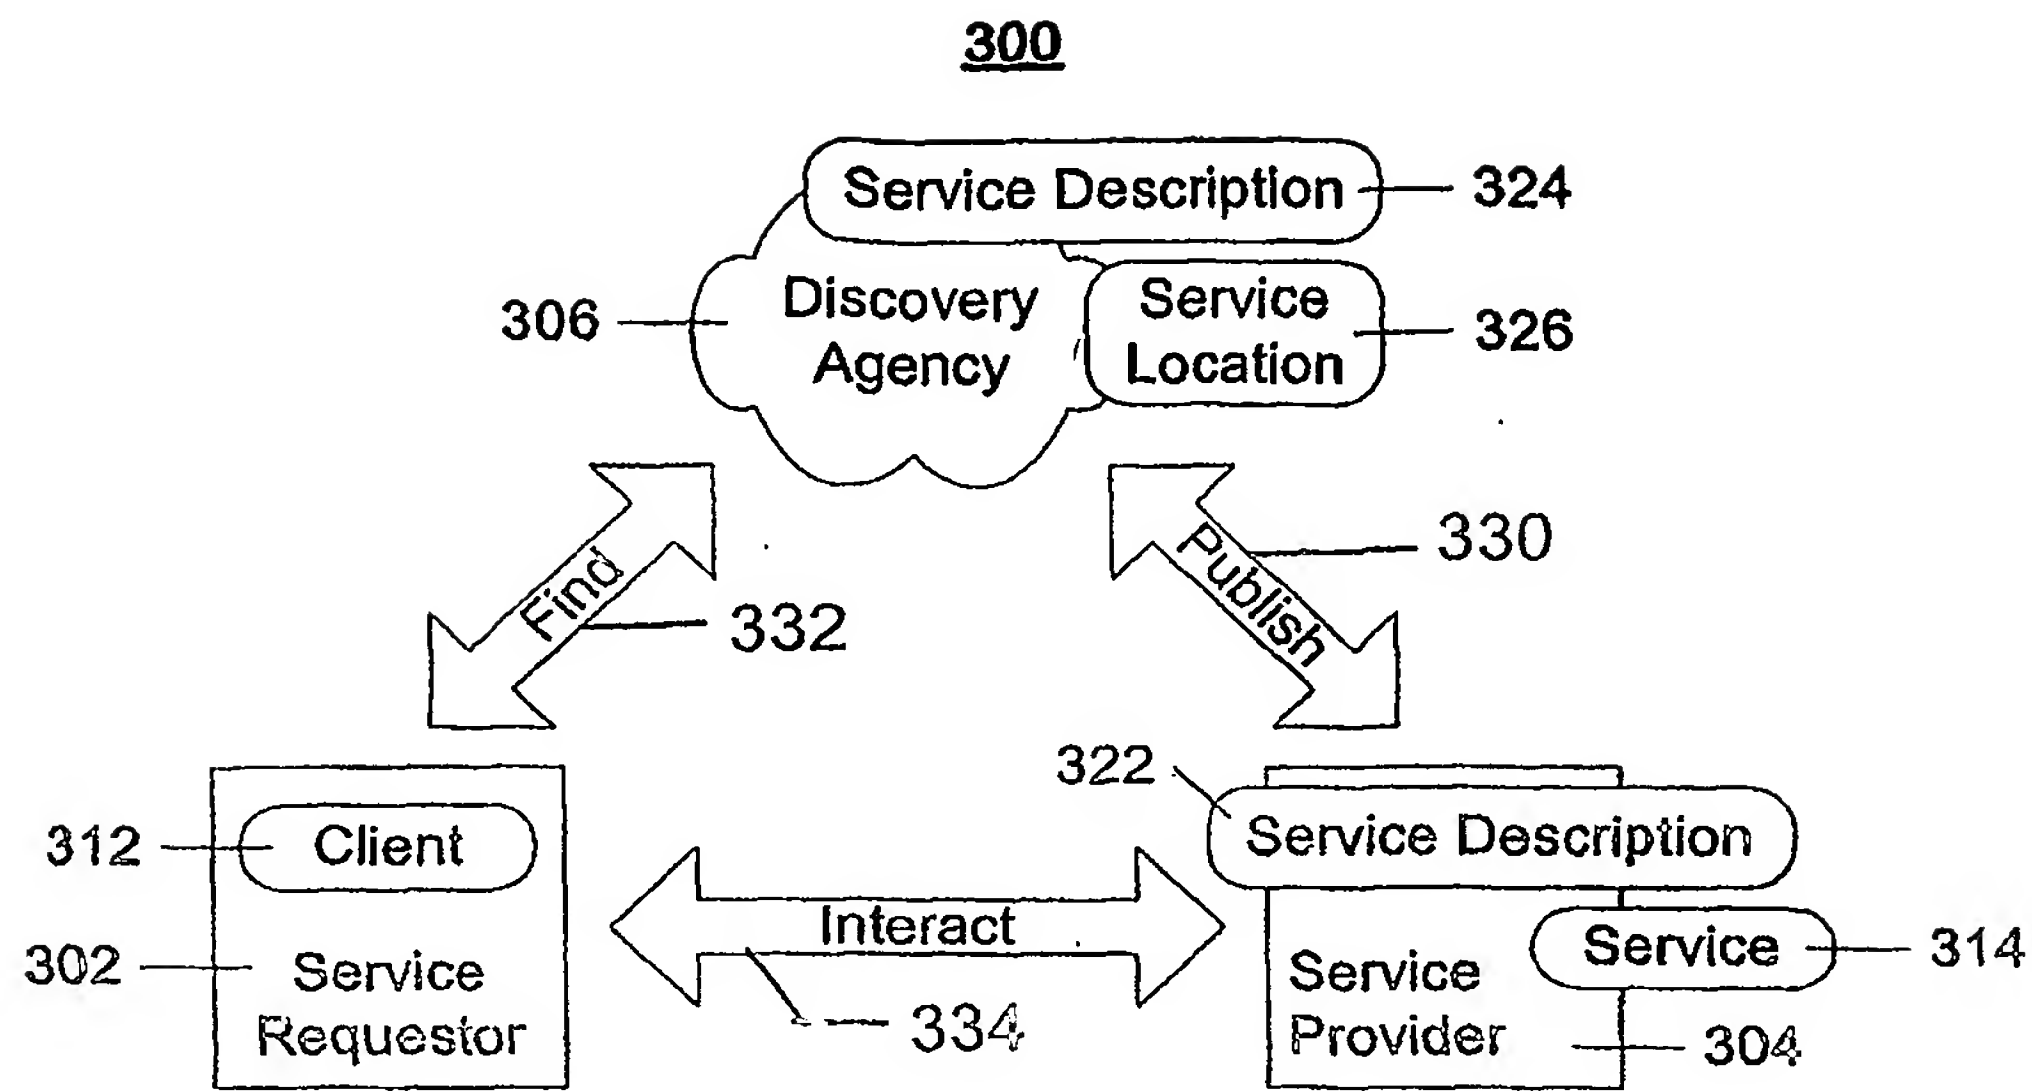 300
Service Description
324
306
Discovery
Agency
Service
Location
326
Find
332
Publish
330
322
312
Client
Service Description
302
Service
Requestor
Interact
334
Service
314
Service
Provider
304